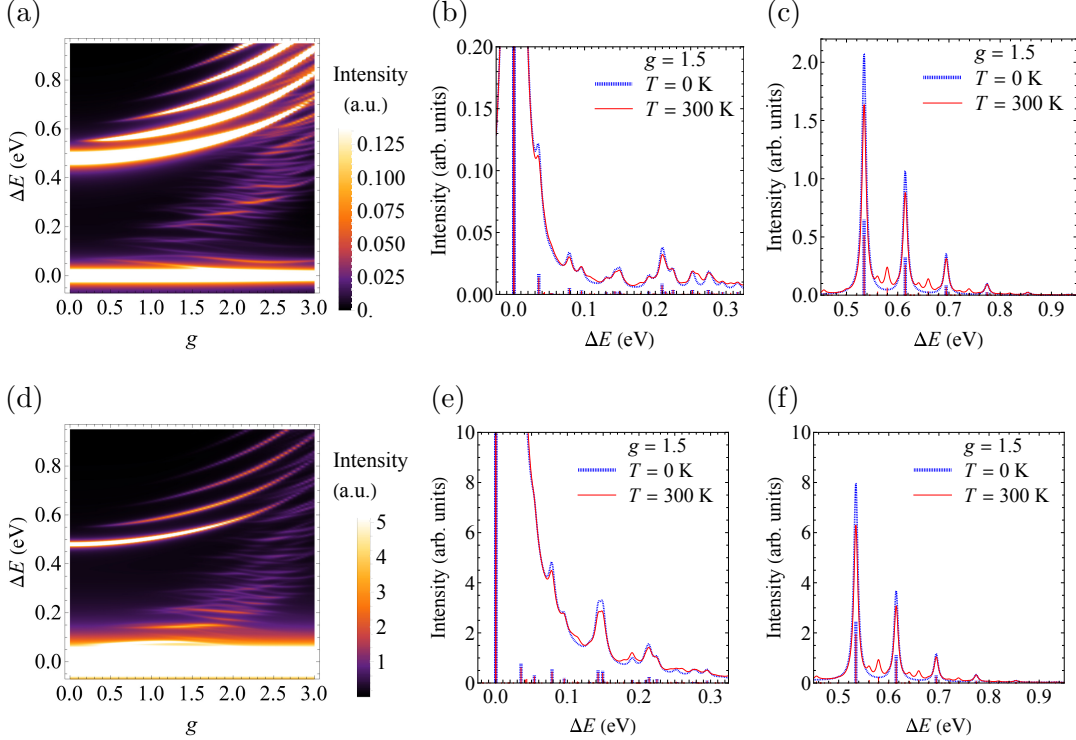 (a)
0.8
0.6
0.4
0.2
0.0
ΔE (eV)
0.0 0.5 1.0 1.5 2.0 2.5 3.0
g
Intensity
(a.u.)
0.125
0.100
0.075
0.050
0.025
0.
(b)
0.20
0.15
0.10
0.05
0.00
Intensity (arb. units)
g = 1.5
T = 0 K
T = 300 K
0.0 0.1 0.2 0.3
ΔE (eV)
(c)
2.0
1.5
1.0
0.5
0.0
Intensity (arb. units)
g = 1.5
T = 0 K
T = 300 K
0.5 0.6 0.7 0.8 0.9
ΔE (eV)
(d)
0.8
0.6
0.4
0.2
0.0
ΔE (eV)
0.0 0.5 1.0 1.5 2.0 2.5 3.0
g
Intensity
(a.u.)
5
4
3
2
1
(e)
10
8
6
4
2
0
Intensity (arb. units)
g = 1.5
T = 0 K
T = 300 K
0.0 0.1 0.2 0.3
ΔE (eV)
(f)
10
8
6
4
2
0
Intensity (arb. units)
g = 1.5
T = 0 K
T = 300 K
0.5 0.6 0.7 0.8 0.9
ΔE (eV)